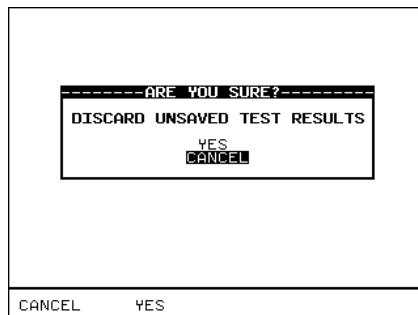 --------ARE YOU SURE?---------
DISCARD UNSAVED TEST RESULTS
YES
CANCEL
CANCEL YES